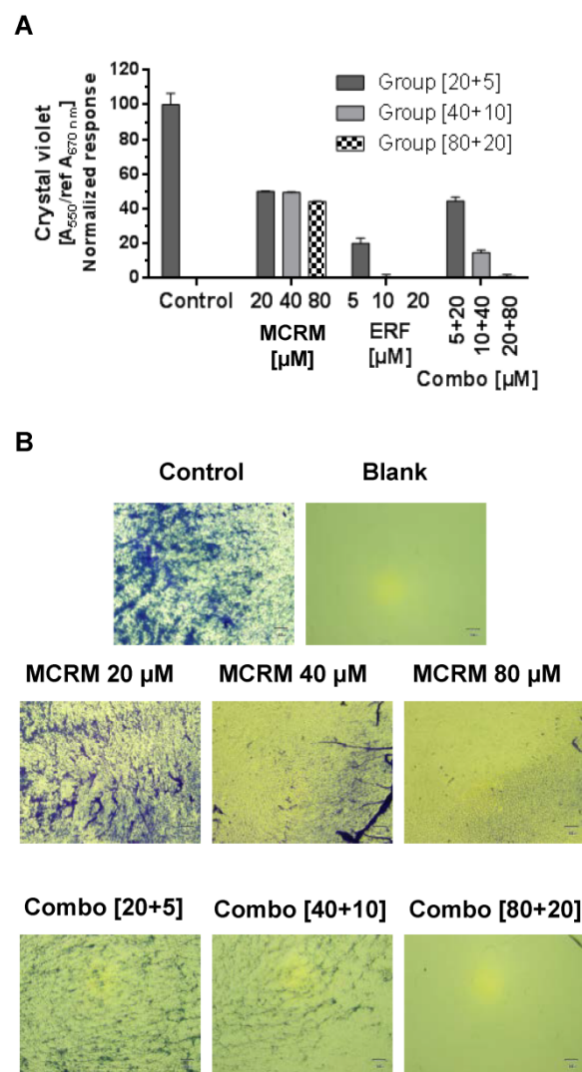 A
Crystal violet
[A550/ref A670 nm]
Normalized response
120
100
80
60
40
20
0
Group [20+5]
Group [40+10]
Group [80+20]
Control
20 40 80
MCRM
[µM]
5 10 20
ERF
[µM]
5+20
10+40
20+80
Combo [µM]
B
Control Blank
MCRM 20 µM MCRM 40 µM MCRM 80 µM
Combo [20+5] Combo [40+10] Combo [80+20]